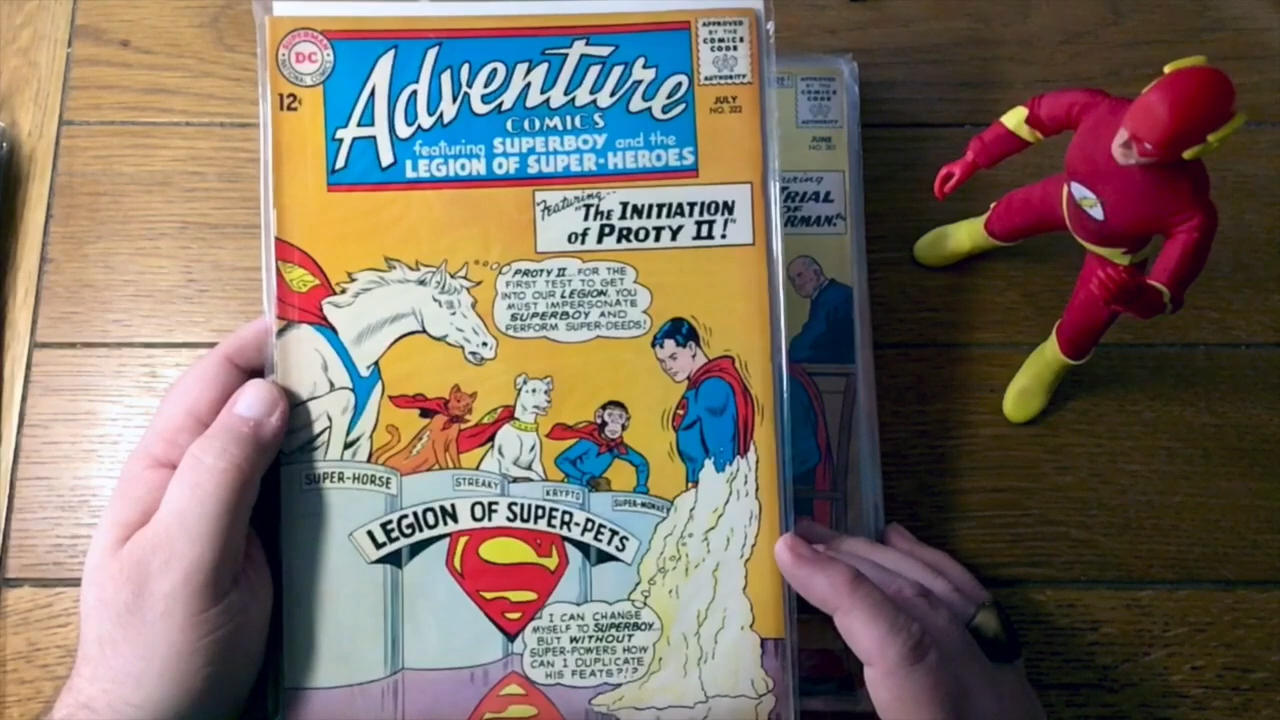 SUPERMAN
DC
NATIONAL COMICS
12¢
Adventure
COMICS
featuring SUPERBOY and the
LEGION OF SUPER-HEROES
APPROVED
BY THE
COMICS
CODE
AUTHORITY
JULY
NO. 322
Featuring--
"THE INITIATION
OF PROTY II!"
PROTY II...FOR THE
FIRST TEST TO GET
INTO OUR LEGION, YOU
MUST IMPERSONATE
SUPERBOY AND
PERFORM SUPER-DEEDS!
SUPER-HORSE
STREAKY
KRYPTO
SUPER-MONKEY
LEGION OF SUPER-PETS
I CAN CHANGE
MYSELF TO SUPERBOY...
BUT WITHOUT
SUPER-POWERS HOW
CAN I DUPLICATE
HIS FEATS?!?
APPROVED
BY THE
COMICS
CODE
AUTHORITY
JUNE
RIAL
OF
RMAN!"